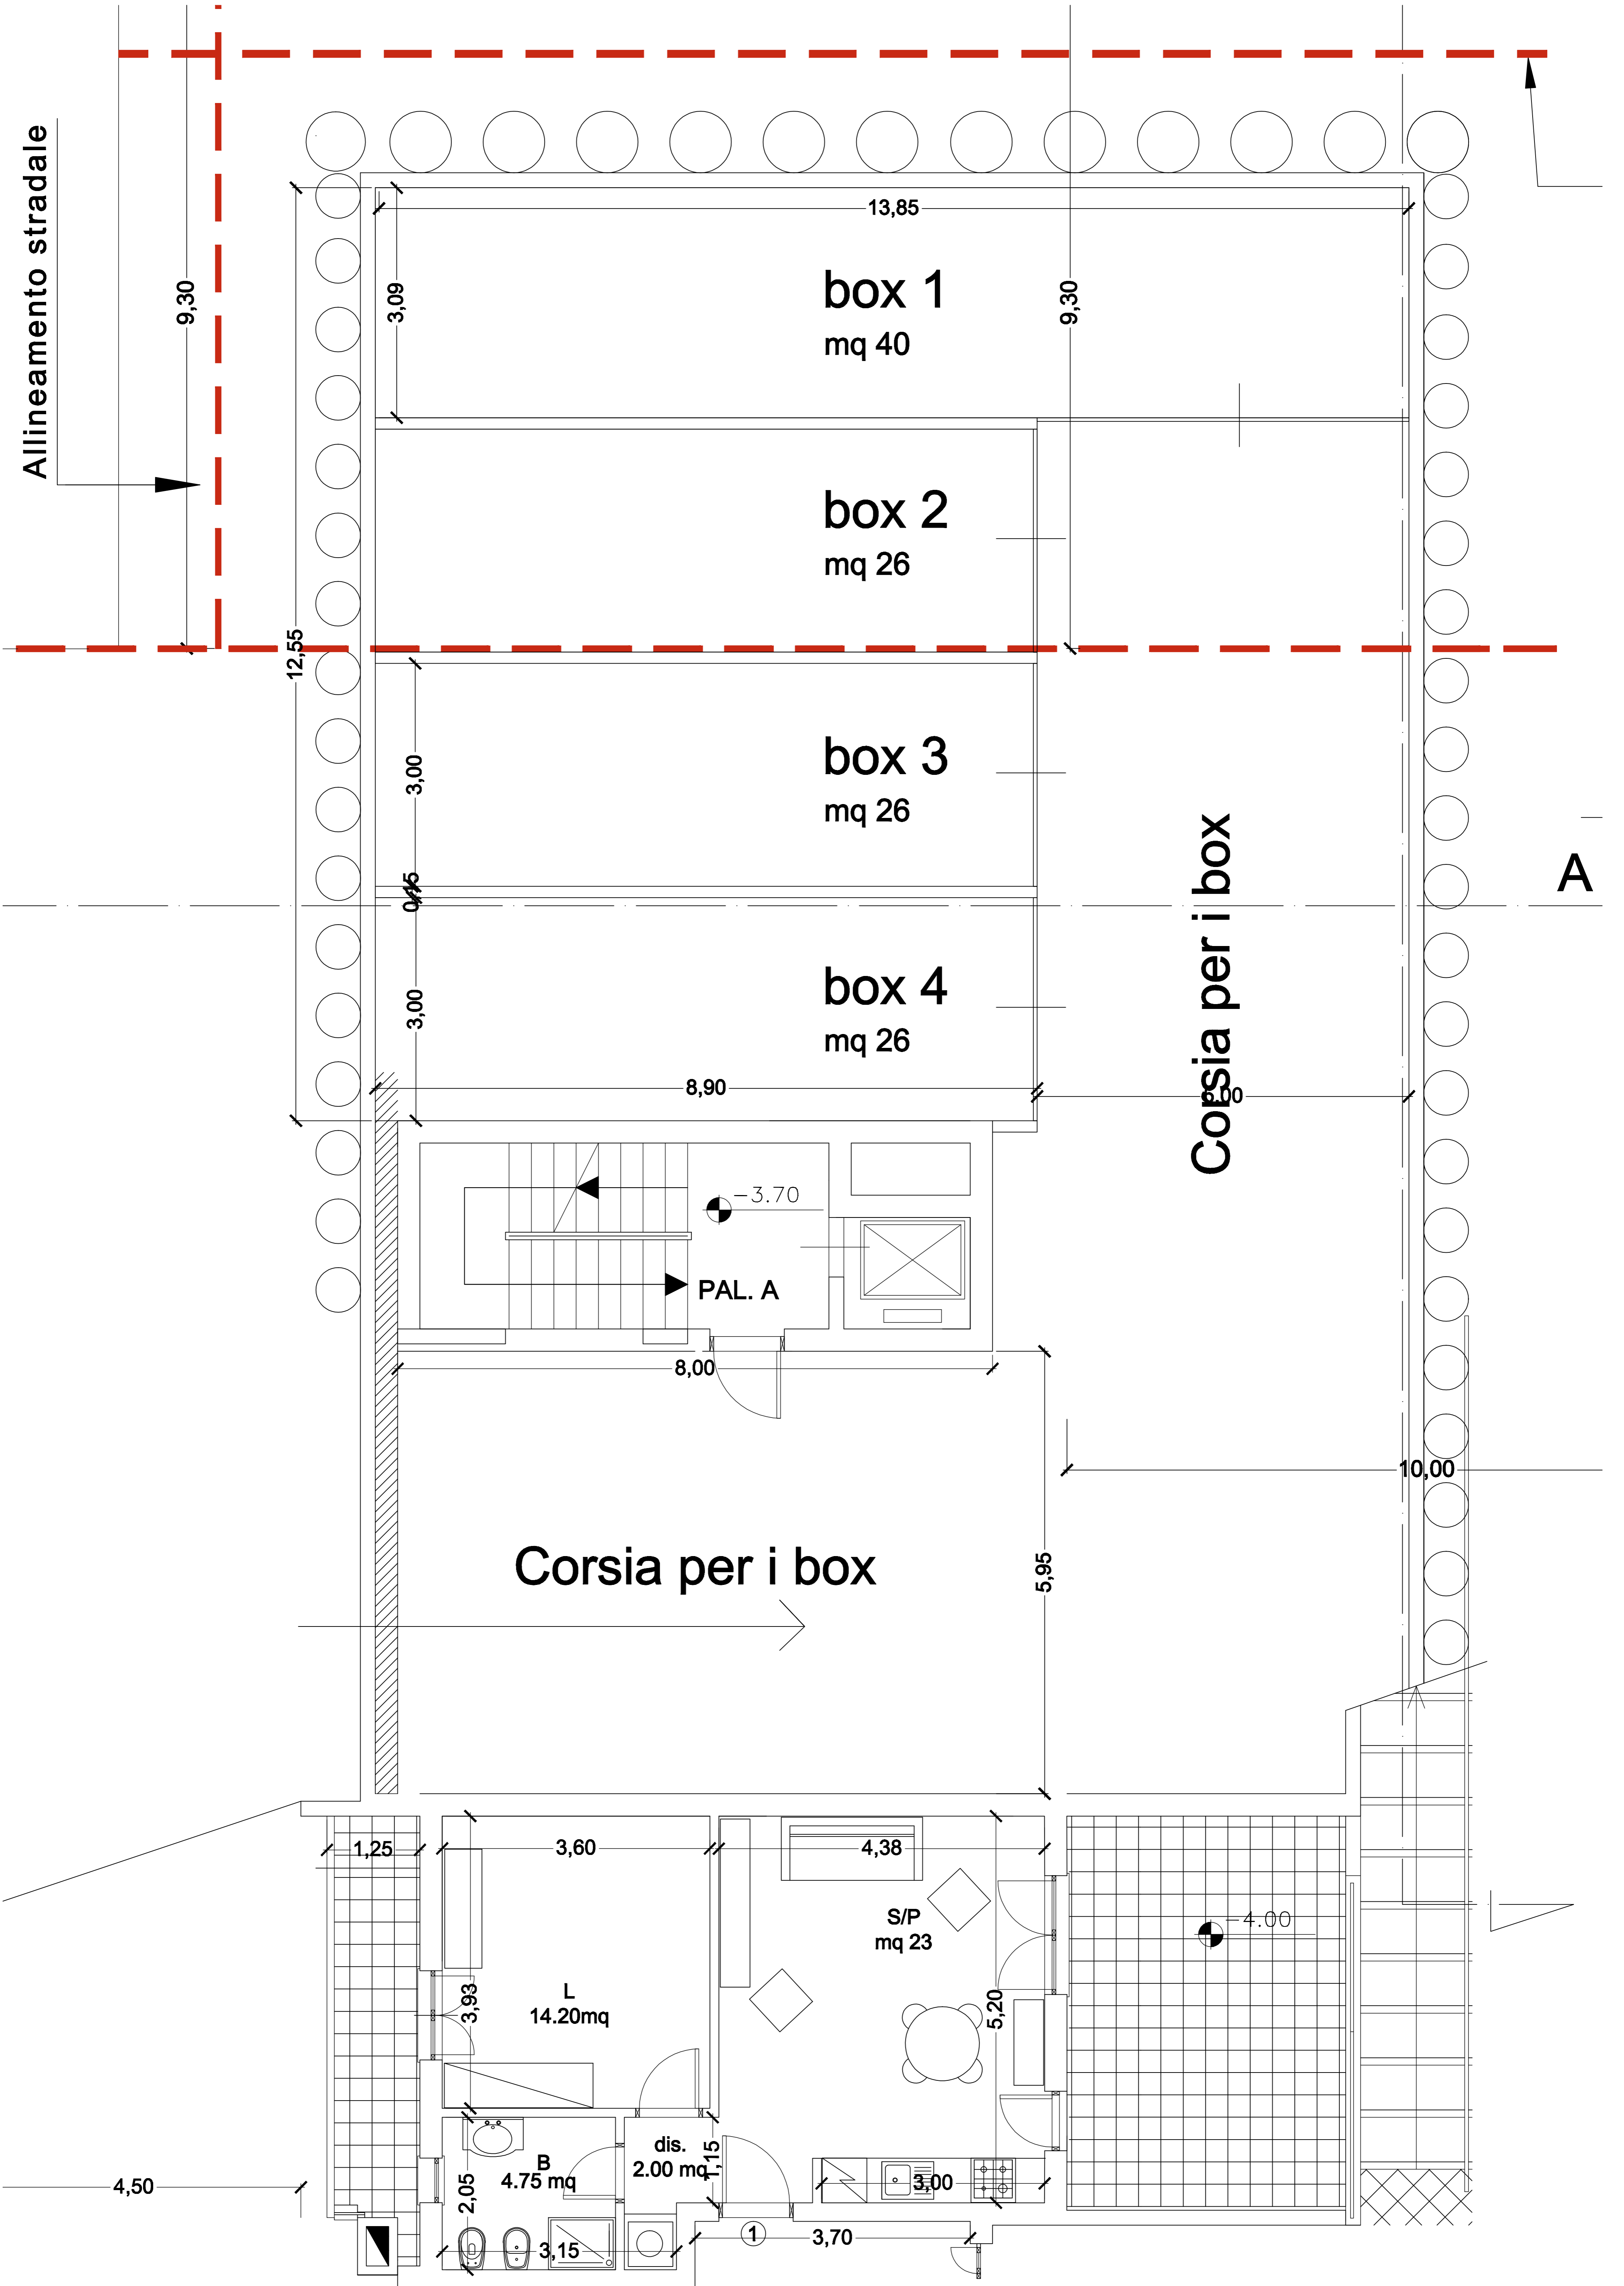 Allineamento stradale
9,30
13,85
3,09
9,30
box 1
mq 40
box 2
mq 26
12,55
box 3
mq 26
3,00
0,15
A
Corsia per i box
box 4
mq 26
3,00
8,90
-3.70
PAL. A
8,00
10,00
Corsia per i box
5,95
1,25
3,60
4,38
S/P
mq 23
-4.00
3,93
L
14.20mq
5,20
dis.
2.00 mq
1,15
B
4.75 mq
2,05
3,00
4,50
3,15
1
3,70